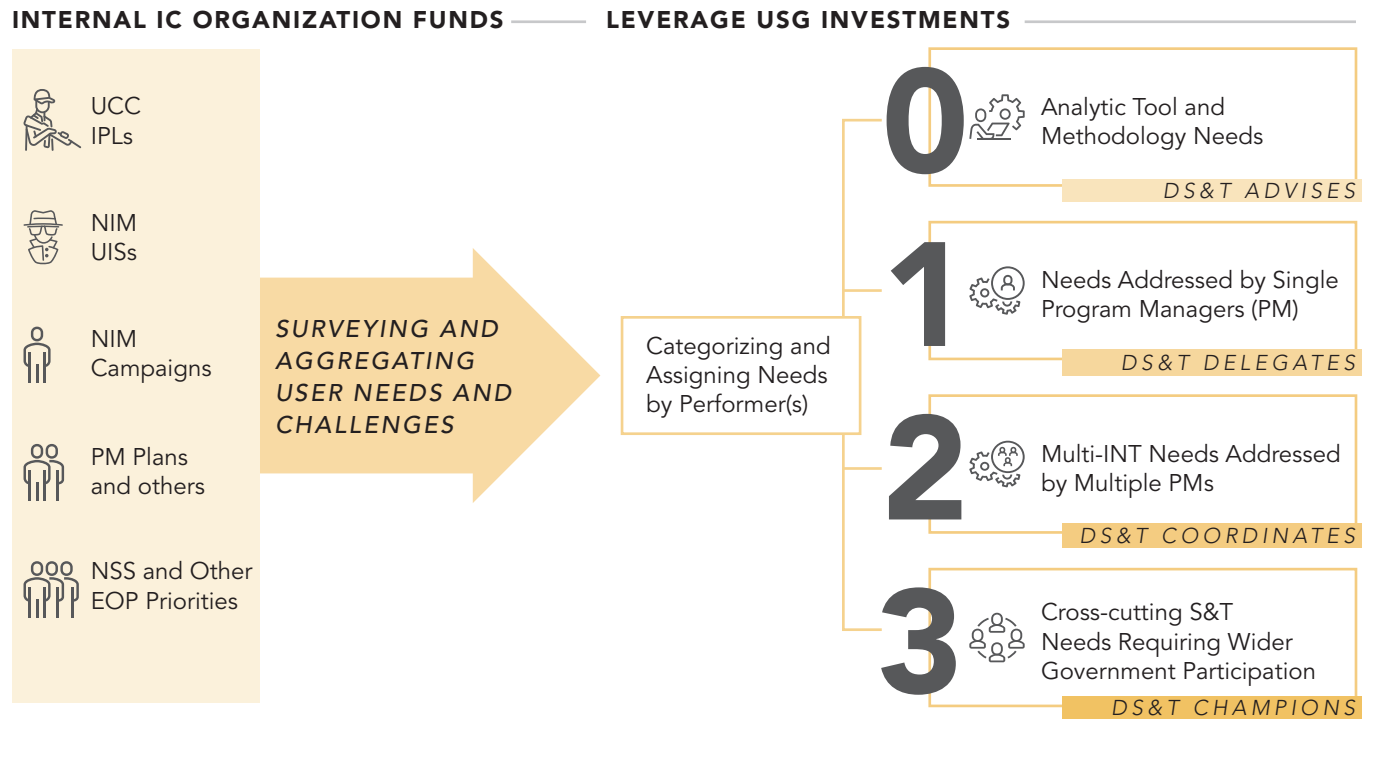 INTERNAL IC ORGANIZATION FUNDS
LEVERAGE USG INVESTMENTS
UCC
IPLs
NIM
UISs
NIM
Campaigns
PM Plans
and others
NSS and Other
EOP Priorities
SURVEYING AND
AGGREGATING
USER NEEDS AND
CHALLENGES
Categorizing and
Assigning Needs
by Performer(s)
0
Analytic Tool and
Methodology Needs
DS&T ADVISES
1
Needs Addressed by Single
Program Managers (PM)
DS&T DELEGATES
2
Multi-INT Needs Addressed
by Multiple PMs
DS&T COORDINATES
3
Cross-cutting S&T
Needs Requiring Wider
Government Participation
DS&T CHAMPIONS